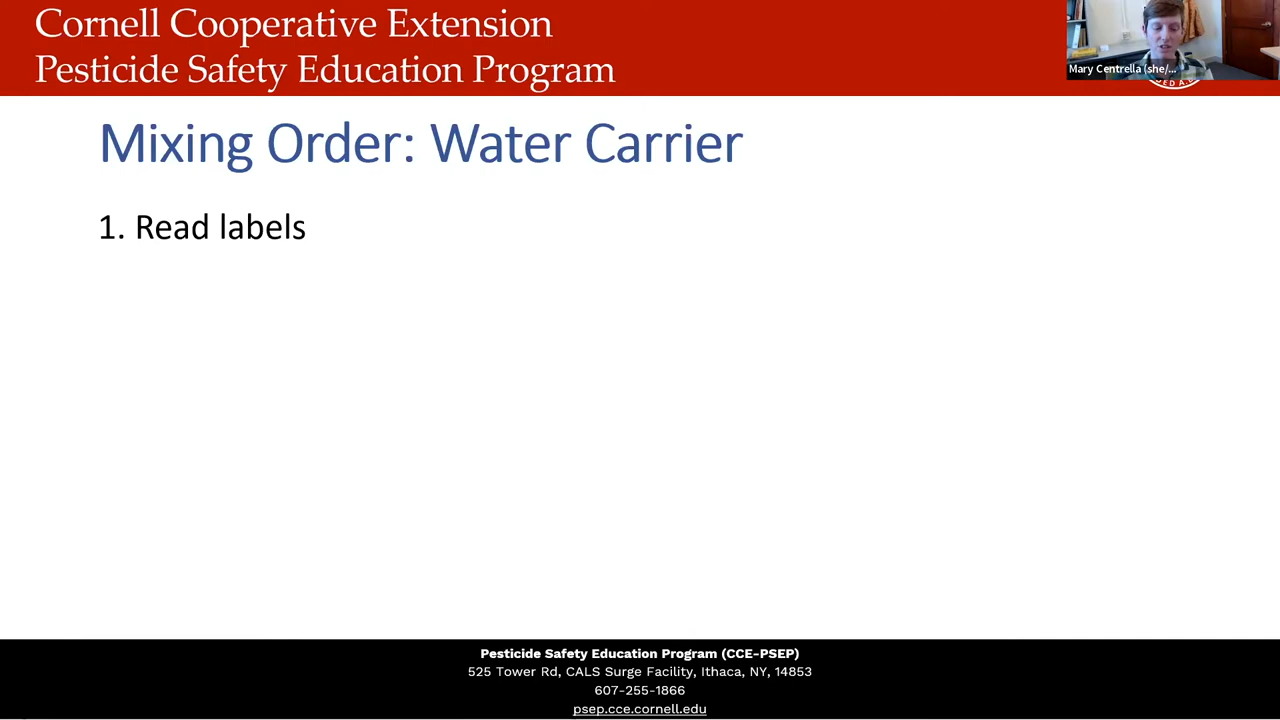 Cornell Cooperative Extension
Pesticide Safety Education Program
Mary Centrella (she/...
Mixing Order: Water Carrier
1. Read labels
Pesticide Safety Education Program (CCE-PSEP)
525 Tower Rd, CALS Surge Facility, Ithaca, NY, 14853
607-255-1866
psep.cce.cornell.edu